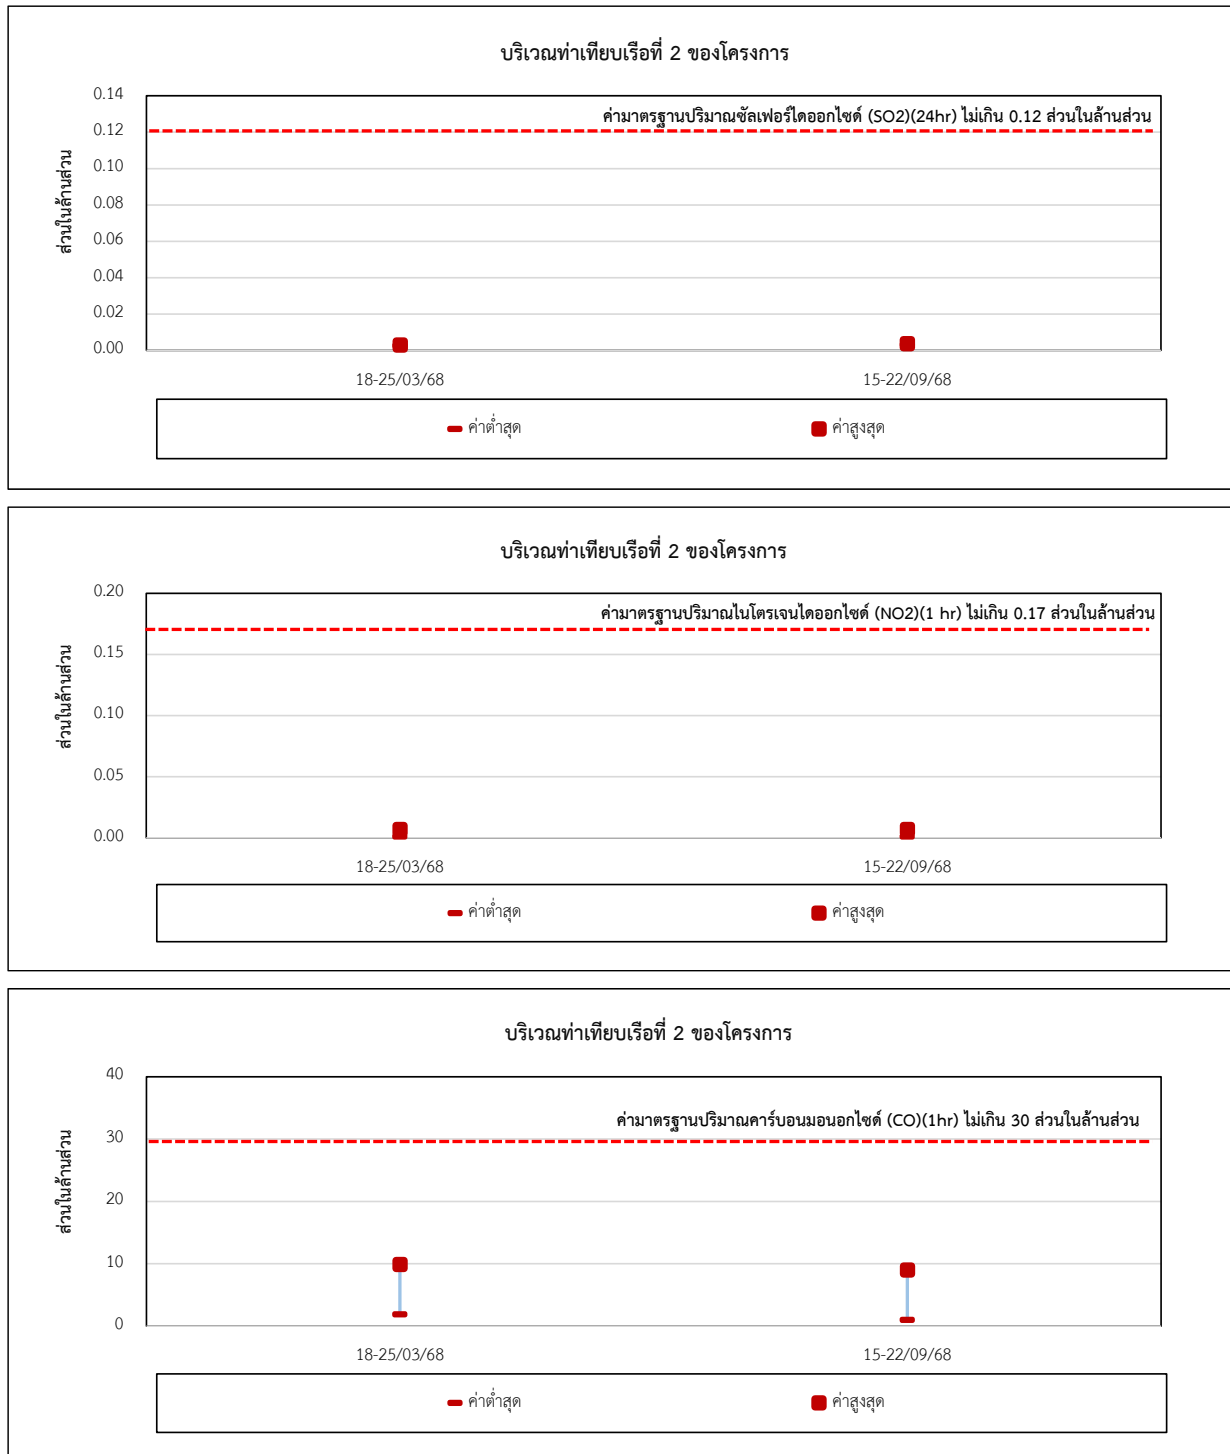 บริเวณท่าเทียบเรือที่ 2 ของโครงการ
ค่ามาตรฐานปริมาณซัลเฟอร์ไดออกไซด์ (SO2)(24hr) ไม่เกิน 0.12 ส่วนในล้านส่วน
ส่วนในล้านส่วน
0.14
0.12
0.10
0.08
0.06
0.04
0.02
0.00
18-25/03/68 15-22/09/68
ค่าต่ำสุด ค่าสูงสุด
บริเวณท่าเทียบเรือที่ 2 ของโครงการ
ค่ามาตรฐานปริมาณไนโตรเจนไดออกไซด์ (NO2)(1 hr) ไม่เกิน 0.17 ส่วนในล้านส่วน
ส่วนในล้านส่วน
0.20
0.15
0.10
0.05
0.00
18-25/03/68 15-22/09/68
ค่าต่ำสุด ค่าสูงสุด
บริเวณท่าเทียบเรือที่ 2 ของโครงการ
ค่ามาตรฐานปริมาณคาร์บอนมอนอกไซด์ (CO)(1hr) ไม่เกิน 30 ส่วนในล้านส่วน
ส่วนในล้านส่วน
40
30
20
10
0
18-25/03/68 15-22/09/68
ค่าต่ำสุด ค่าสูงสุด